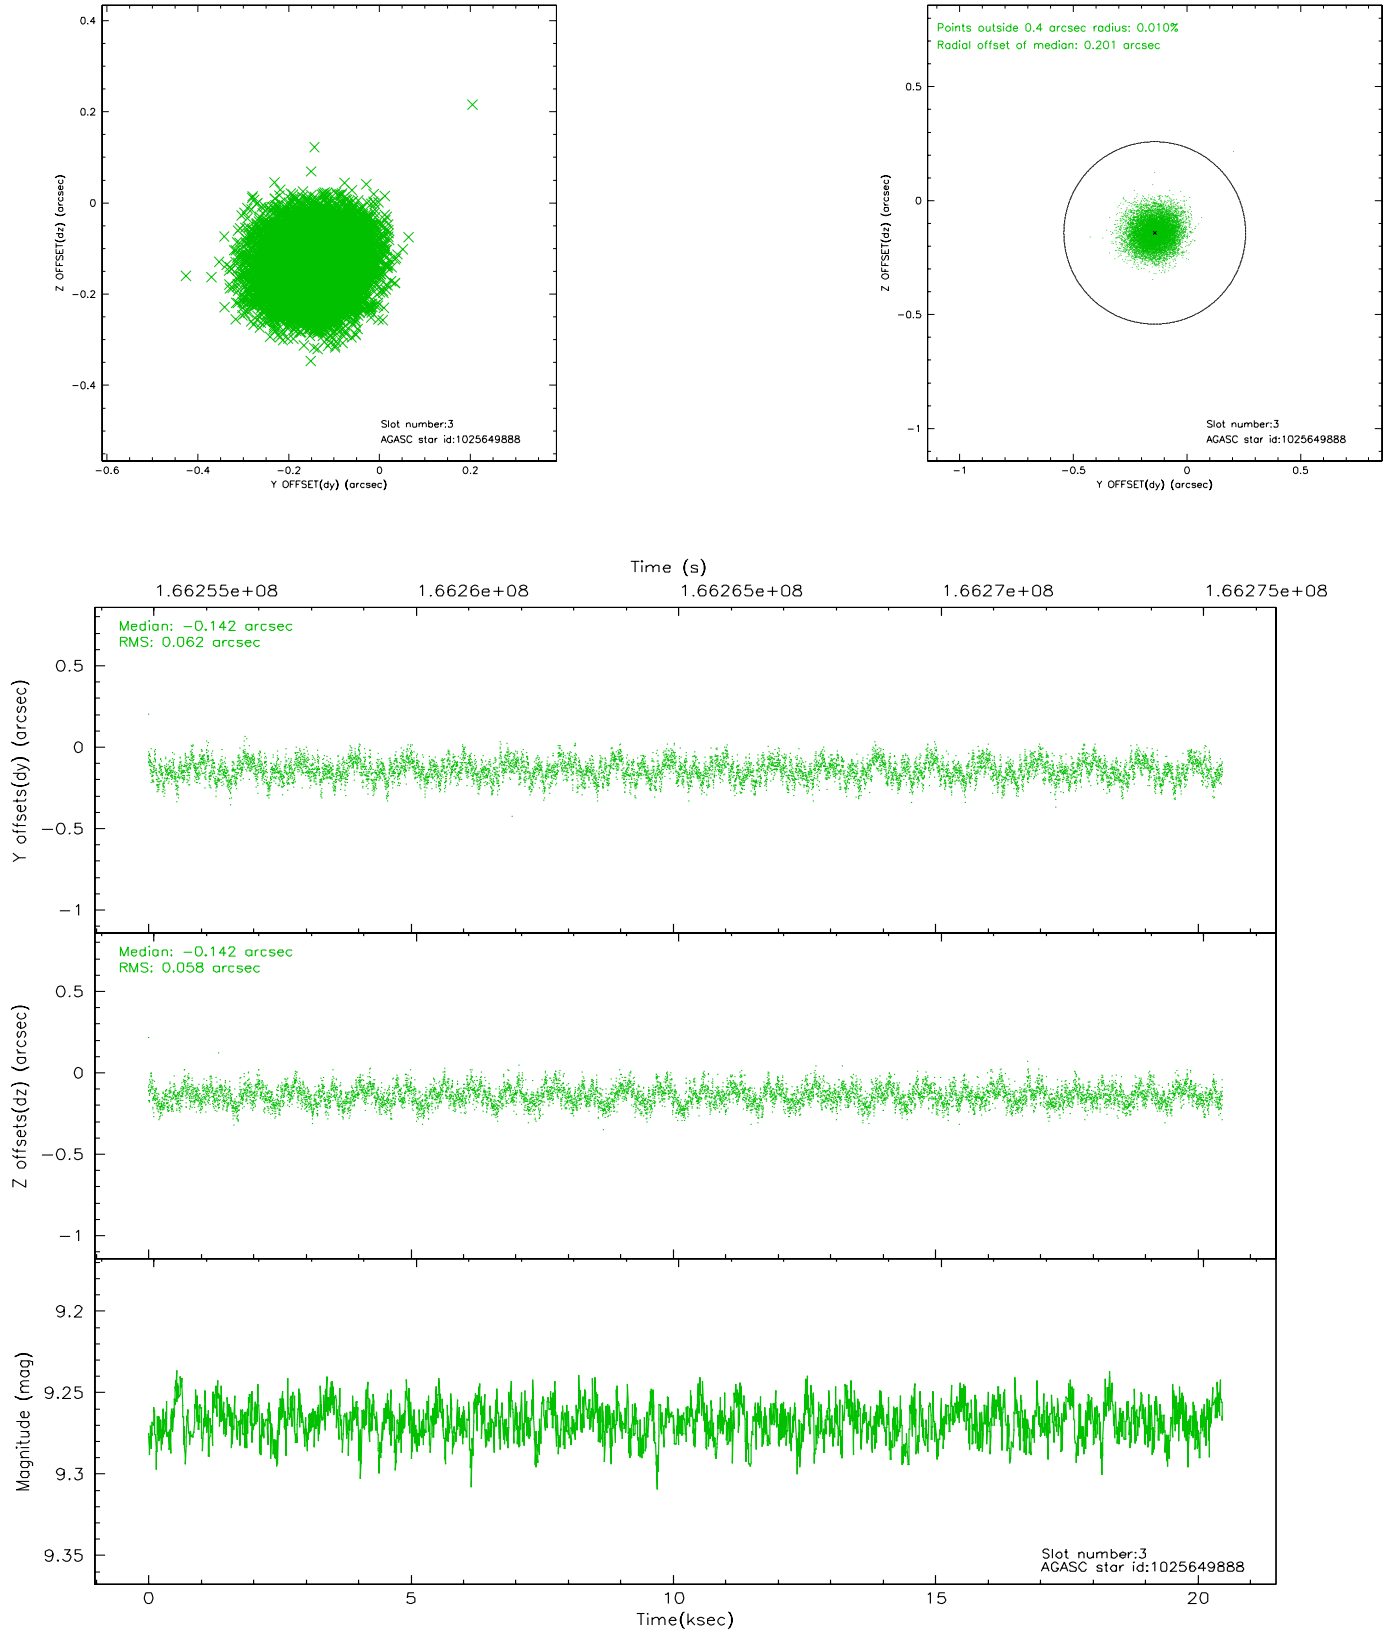 0.4
0.2
0
−0.2
−0.4
Z OFFSET(dz) (arcsec)
Slot number:3
AGASC star id:1025649888
−0.6
−0.4
−0.2
0
0.2
Y OFFSET(dy) (arcsec)
Points outside 0.4 arcsec radius: 0.010%
Radial offset of median: 0.201 arcsec
0.5
0
−0.5
−1
Z OFFSET(dz) (arcsec)
Slot number:3
AGASC star id:1025649888
−1
−0.5
0
0.5
Y OFFSET(dy) (arcsec)
Time (s)
1.66255e+08
1.6626e+08
1.66265e+08
1.6627e+08
1.66275e+08
Median: −0.142 arcsec
RMS: 0.062 arcsec
0.5
0
−0.5
−1
Y offsets(dy) (arcsec)
Median: −0.142 arcsec
RMS: 0.058 arcsec
0.5
0
−0.5
−1
Z offsets(dz) (arcsec)
9.2
9.25
9.3
9.35
Magnitude (mag)
Slot number:3
AGASC star id:1025649888
0
5
10
15
20
Time(ksec)